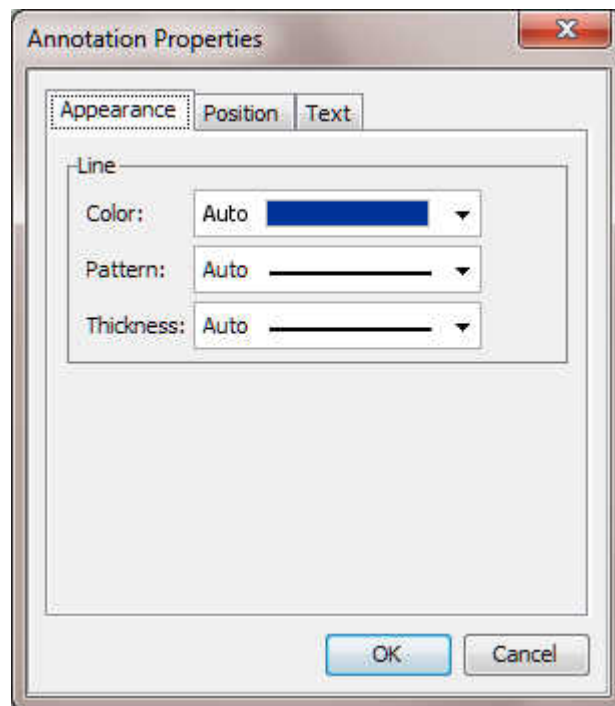 Annotation Properties
Appearance Position Text
Line
Color: Auto
Pattern: Auto
Thickness: Auto
OK Cancel